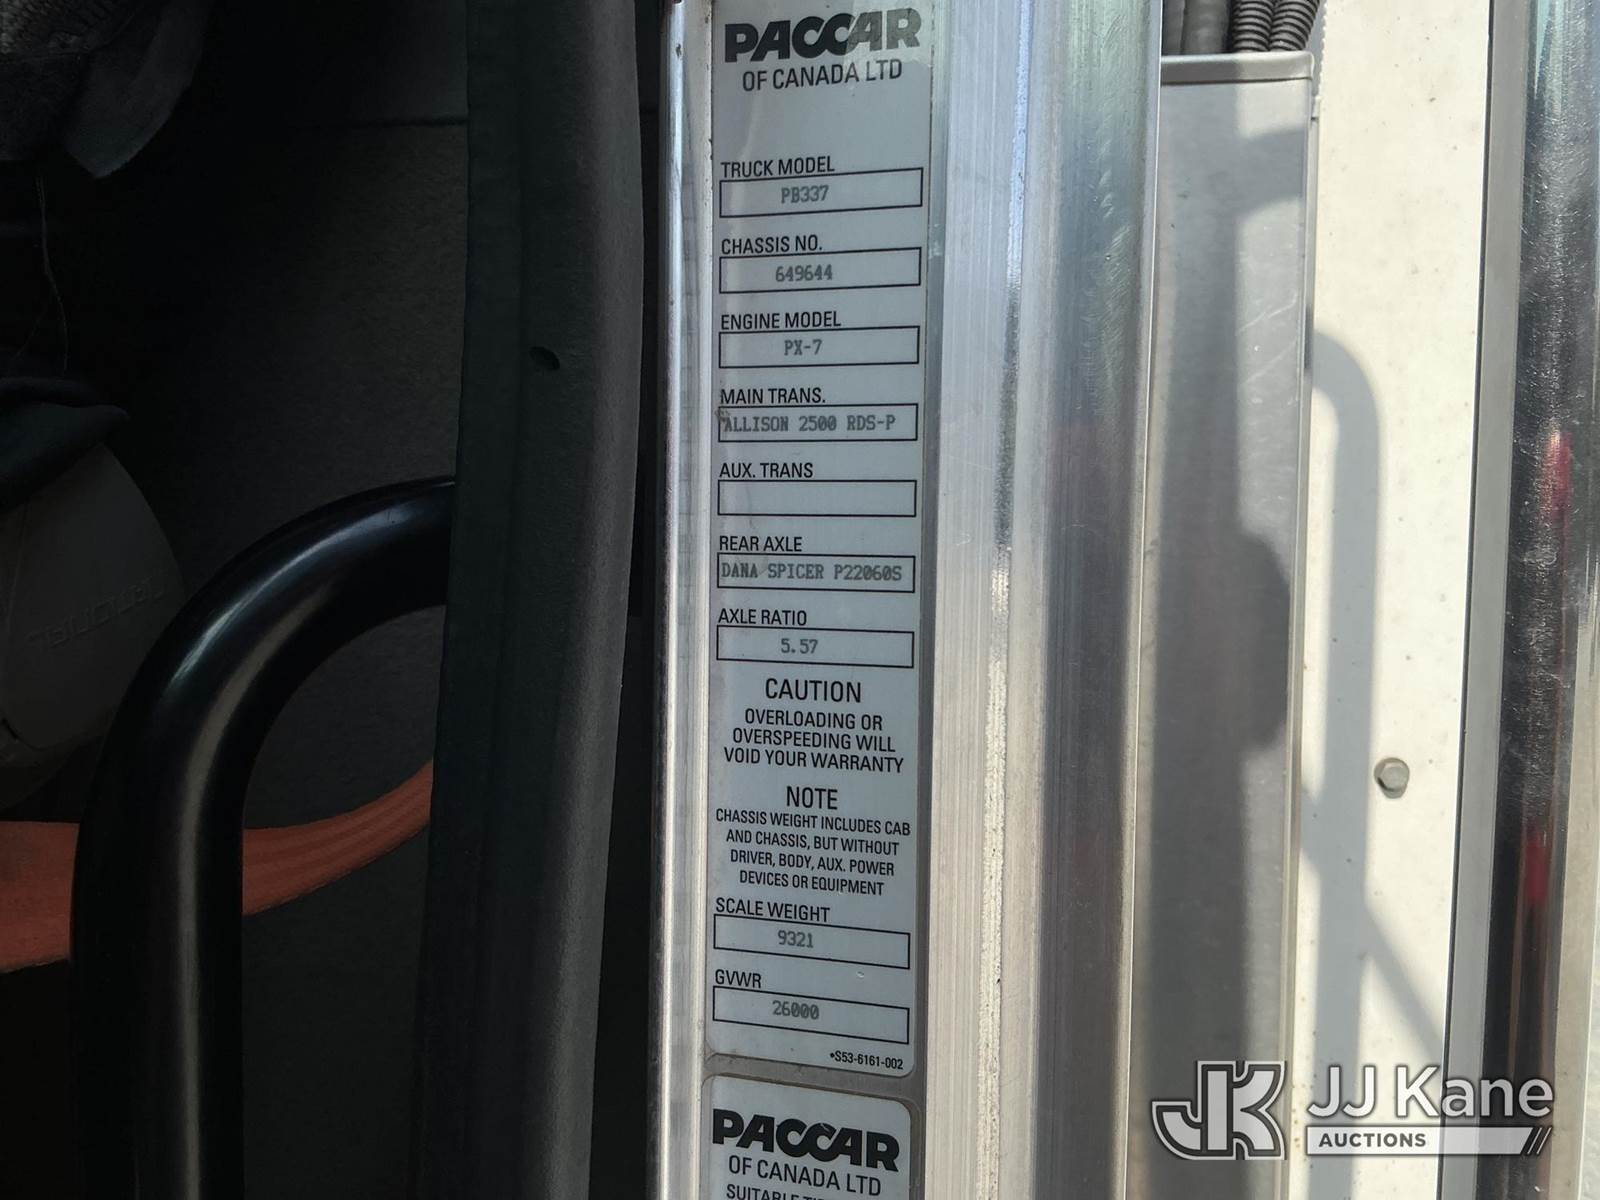 PACCAR
OF CANADA LTD
TRUCK MODEL
PB337
CHASSIS NO.
649644
ENGINE MODEL
PX-7
MAIN TRANS.
ALLISON 2500 RDS-P
AUX. TRANS
REAR AXLE
DANA SPICER P22060S
AXLE RATIO
5.57
CAUTION
OVERLOADING OR
OVERSPEEDING WILL
VOID YOUR WARRANTY
NOTE
CHASSIS WEIGHT INCLUDES CAB
AND CHASSIS, BUT WITHOUT
DRIVER, BODY, AUX. POWER
DEVICES OR EQUIPMENT
SCALE WEIGHT
9321
GVWR
26000
•S53-6161-002
PACCAR
OF CANADA LTD
JK JJ Kane
AUCTIONS